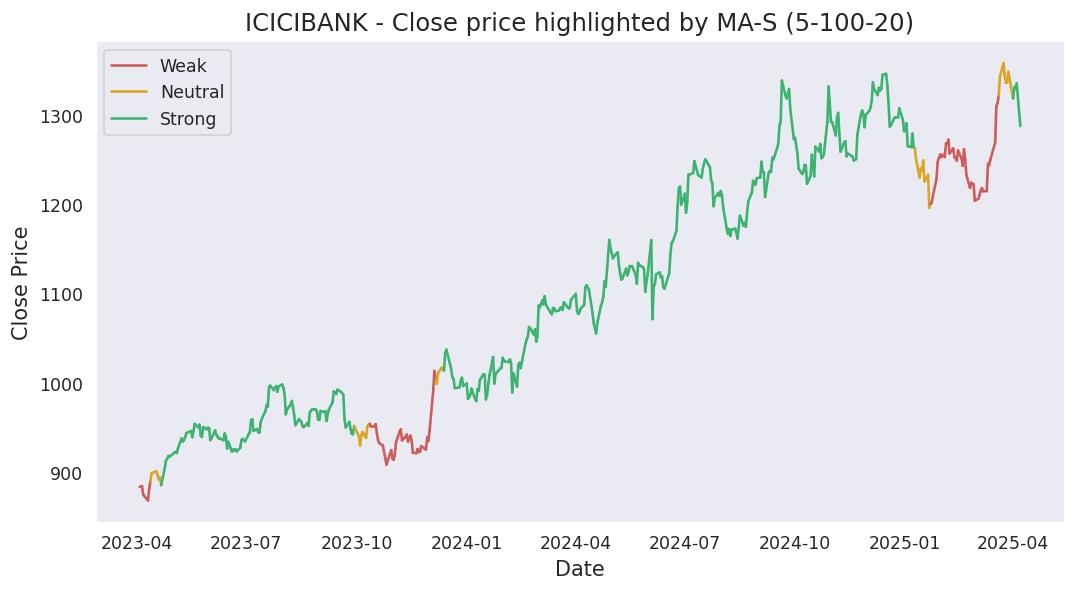 ICICIBANK - Close price highlighted by MA-S (5-100-20)
Weak
Neutral
Strong
Close Price
1300
1200
1100
1000
900
2023-04 2023-07 2023-10 2024-01 2024-04 2024-07 2024-10 2025-01 2025-04
Date